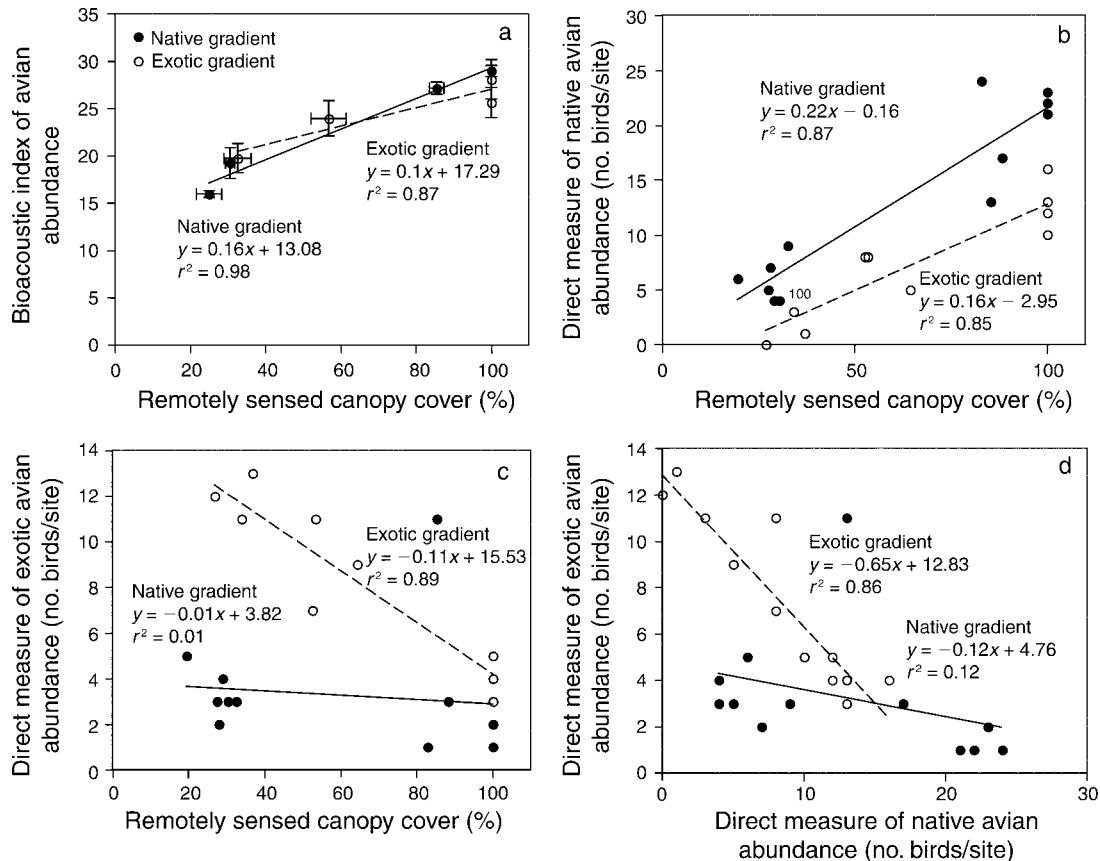 a
Native gradient
Exotic gradient
Bioacoustic index of avian
abundance
35
30
25
20
15
10
5
0
Exotic gradient
y = 0.1x + 17.29
r² = 0.87
Native gradient
y = 0.16x + 13.08
r² = 0.98
0 20 40 60 80 100
Remotely sensed canopy cover (%)
b
Direct measure of native avian
abundance (no. birds/site)
30
25
20
15
10
5
0
Native gradient
y = 0.22x − 0.16
r² = 0.87
100
Exotic gradient
y = 0.16x − 2.95
r² = 0.85
0 50 100
Remotely sensed canopy cover (%)
c
Direct measure of exotic avian
abundance (no. birds/site)
14
12
10
8
6
4
2
0
Exotic gradient
y = −0.11x + 15.53
r² = 0.89
Native gradient
y = −0.01x + 3.82
r² = 0.01
0 20 40 60 80 100
Remotely sensed canopy cover (%)
d
Direct measure of exotic avian
abundance (no. birds/site)
14
12
10
8
6
4
2
0
Exotic gradient
y = −0.65x + 12.83
r² = 0.86
Native gradient
y = −0.12x + 4.76
r² = 0.12
0 10 20 30
Direct measure of native avian
abundance (no. birds/site)